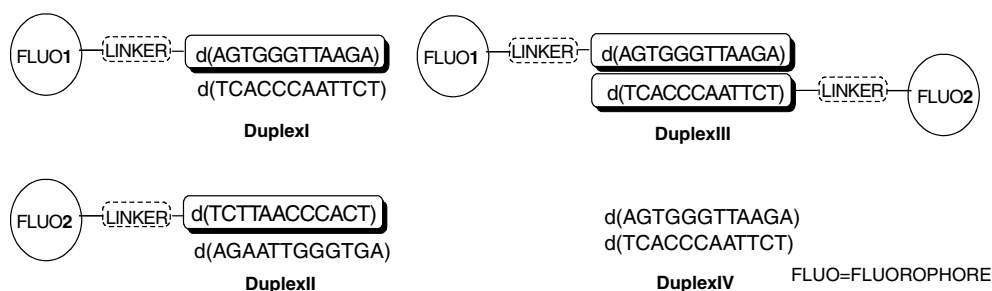 FLUO1 LINKER d(AGTGGGTTAAGA)
d(TCACCCAATTCT)
DuplexI
FLUO1 LINKER d(AGTGGGTTAAGA)
d(TCACCCAATTCT) LINKER FLUO2
DuplexIII
FLUO2 LINKER d(TCTTAACCCACT)
d(AGAATTGGGTGA)
DuplexII
d(AGTGGGTTAAGA)
d(TCACCCAATTCT)
DuplexIV
FLUO=FLUOROPHORE